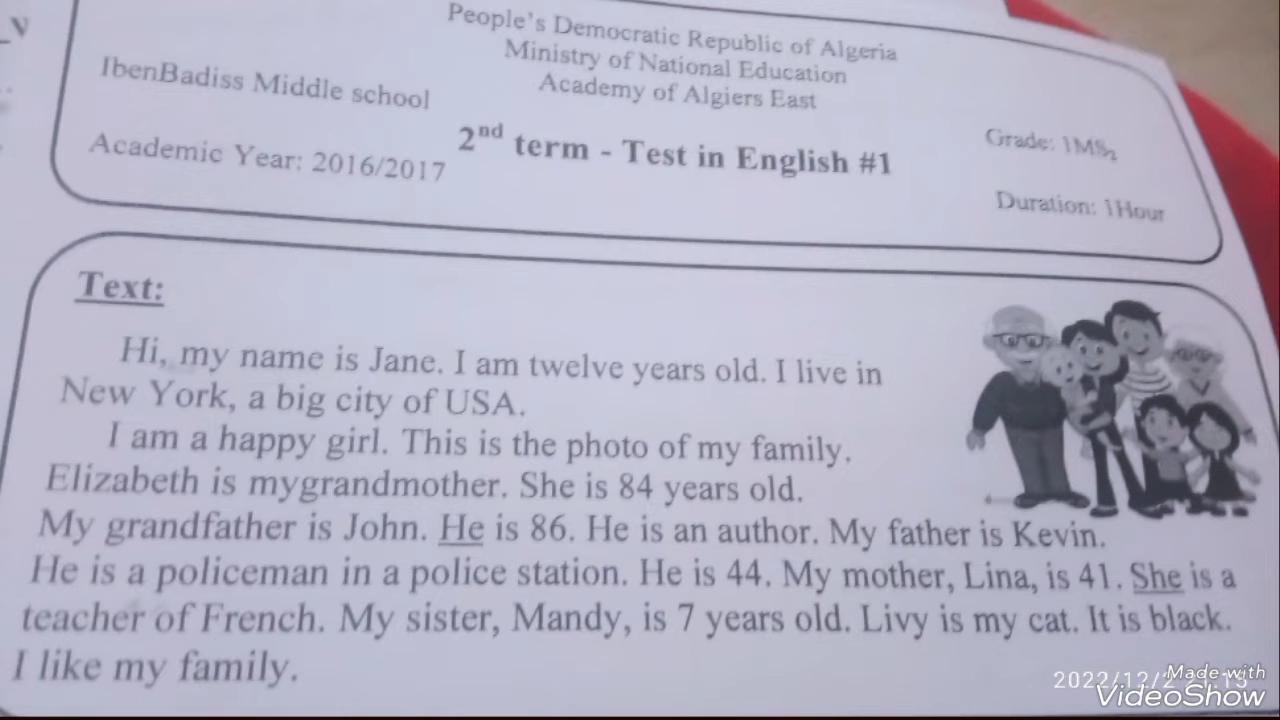 People's Democratic Republic of Algeria
Ministry of National Education
Academy of Algiers East
IbenBadiss Middle school
Academic Year: 2016/2017
2nd term - Test in English #1
Grade: 1MS2
Duration: 1Hour
Text:
Hi, my name is Jane. I am twelve years old. I live in
New York, a big city of USA.
I am a happy girl. This is the photo of my family.
Elizabeth is mygrandmother. She is 84 years old.
My grandfather is John. He is 86. He is an author. My father is Kevin.
He is a policeman in a police station. He is 44. My mother, Lina, is 41. She is a
teacher of French. My sister, Mandy, is 7 years old. Livy is my cat. It is black.
I like my family.
Made with
VideoShow